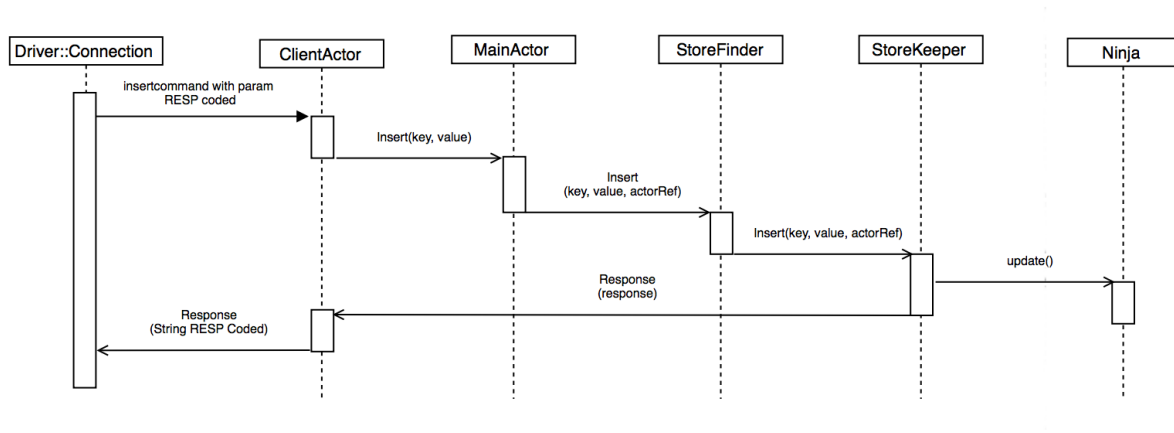 Driver::Connection
ClientActor
MainActor
StoreFinder
StoreKeeper
Ninja
insertcommand with param
RESP coded
Insert(key, value)
Insert
(key, value, actorRef)
Insert(key, value, actorRef)
update()
Response
(response)
Response
(String RESP Coded)